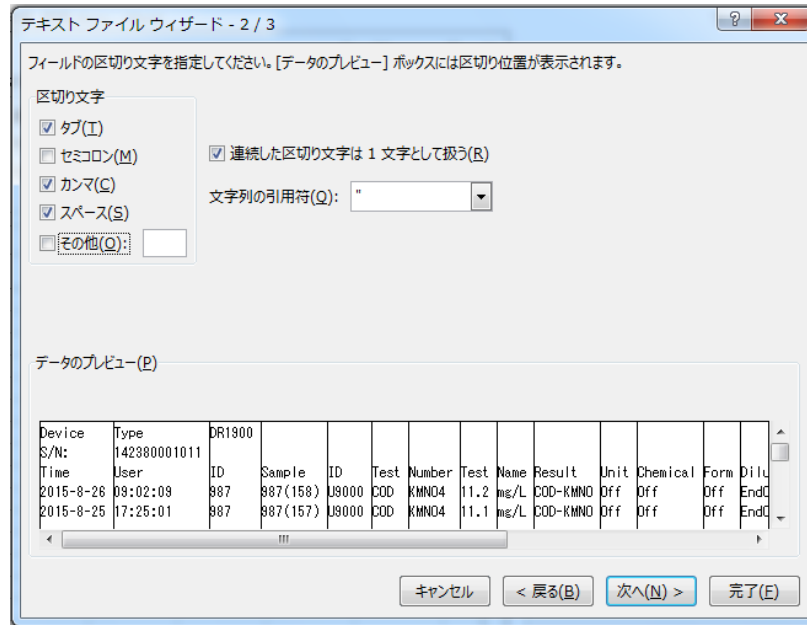 テキスト ファイル ウィザード - 2 / 3
フィールドの区切り文字を指定してください。[データのプレビュー] ボックスには区切り位置が表示されます。
区切り文字
タブ(T)
セミコロン(M)
カンマ(C)
スペース(S)
その他(O):
連続した区切り文字は 1 文字として扱う(R)
文字列の引用符(Q): "
データのプレビュー(P)
Device Type DR1900
S/N: 142380001011
Time User ID Sample ID Test Number Test Name Result Unit Chemical Form Dilu
2015-8-26 09:02:09 987 987(158) U9000 COD KMNO4 11.2 mg/L COD-KMNO Off Off Off EndC
2015-8-25 17:25:01 987 987(157) U9000 COD KMNO4 11.1 mg/L COD-KMNO Off Off Off EndC
キャンセル
< 戻る(B)
次へ(N) >
完了(F)